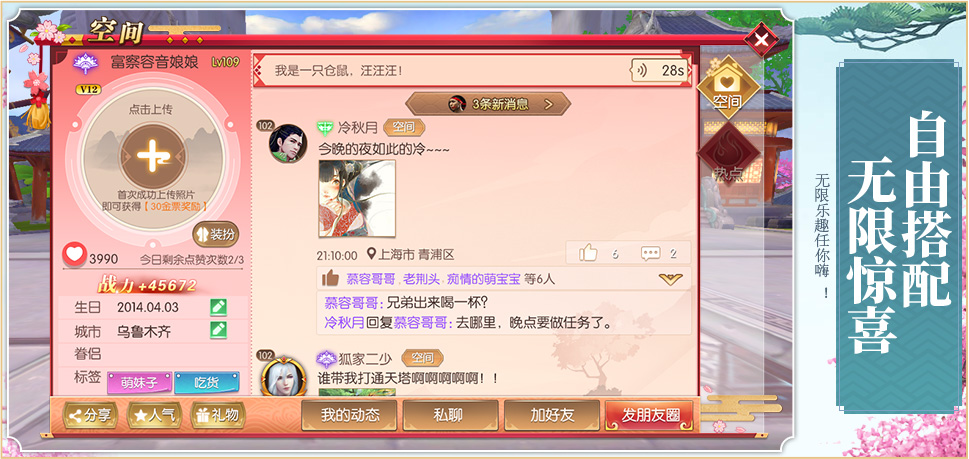 空间
富察容音娘娘 Lv109
V12
点击上传
首次成功上传照片
即可获得【30金票奖励】
装扮
3990 今日剩余点赞次数2/3
战力+45672
生日 2014.04.03
城市 乌鲁木齐
眷侣
标签 萌妹子 吃货
分享 人气 礼物
我是一只仓鼠，汪汪汪！ 28s
3条新消息 >
102 冷秋月 空间
今晚的夜如此的冷~~~
21:10:00 上海市 青浦区 6 2
慕容哥哥，老荆头，痴情的萌宝宝 等6人
慕容哥哥：兄弟出来喝一杯？
冷秋月回复慕容哥哥：去哪里，晚点要做任务了。
102 狐家二少 空间
谁带我打通天塔啊啊啊啊啊！！
我的动态 私聊 加好友 发朋友圈
空间
热点
自由搭配
无限惊喜
无限乐趣任你嗨！